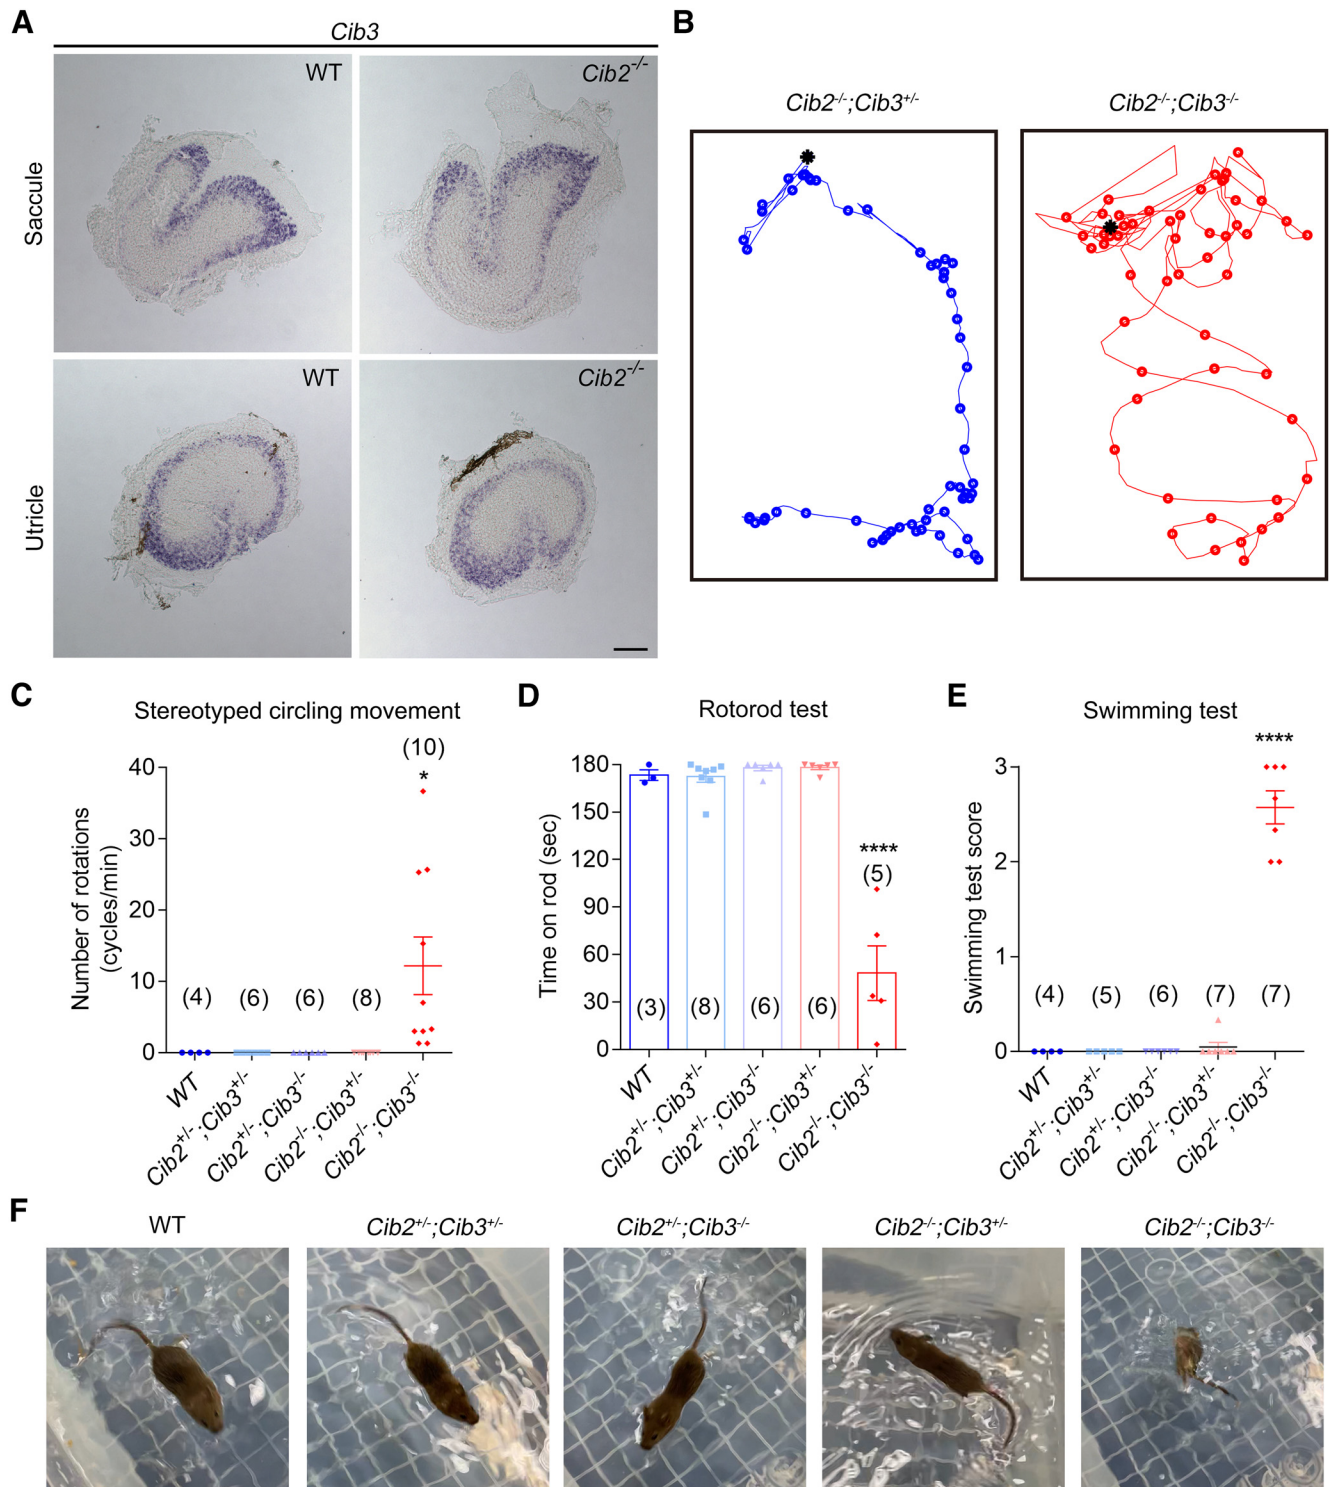 A
Cib3
WT
Cib2-/-
Saccule
WT
Cib2-/-
Utricle
B
Cib2-/-;Cib3+/-
Cib2-/-;Cib3-/-
C
Stereotyped circling movement
(10)
*
40
30
20
10
0
Number of rotations
(cycles/min)
(4)
(6)
(6)
(8)
WT
Cib2+/-;Cib3+/-
Cib2+/-;Cib3-/-
Cib2-/-;Cib3+/-
Cib2-/-;Cib3-/-
D
Rotorod test
180
150
120
90
60
30
0
Time on rod (sec)
****
(5)
(3)
(8)
(6)
(6)
WT
Cib2+/-;Cib3+/-
Cib2+/-;Cib3-/-
Cib2-/-;Cib3+/-
Cib2-/-;Cib3-/-
E
Swimming test
****
3
2
1
0
Swimming test score
(4)
(5)
(6)
(7)
(7)
WT
Cib2+/-;Cib3+/-
Cib2+/-;Cib3-/-
Cib2-/-;Cib3+/-
Cib2-/-;Cib3-/-
F
WT
Cib2+/-;Cib3+/-
Cib2+/-;Cib3-/-
Cib2-/-;Cib3+/-
Cib2-/-;Cib3-/-